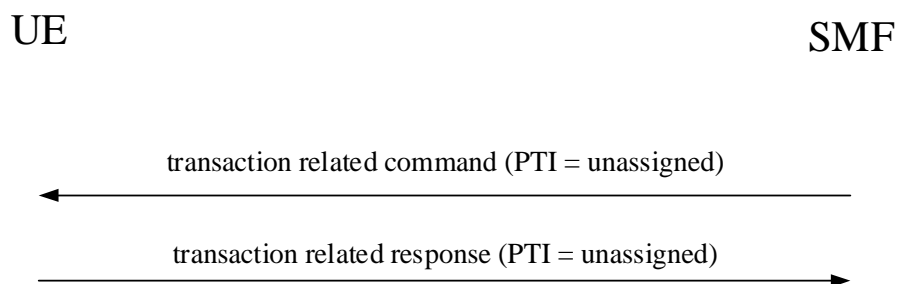 UE
SMF
transaction related command (PTI = unassigned)
transaction related response (PTI = unassigned)